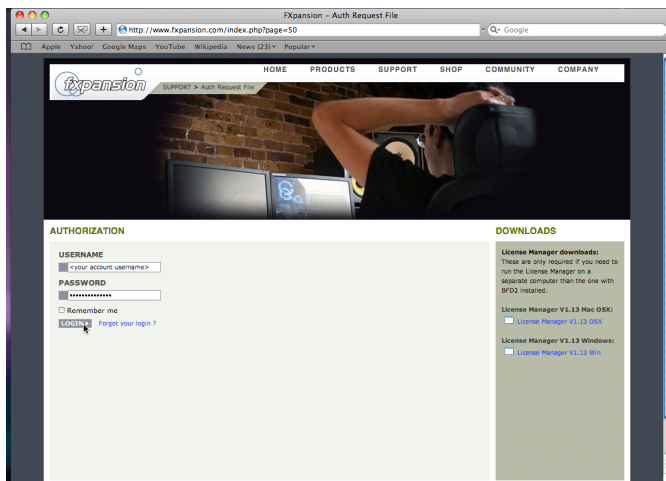 FXpansion - Auth Request File
http://www.fxpansion.com/index.php?page=50
Google
Apple Yahoo! Google Maps YouTube Wikipedia News (23) Popular
fxpansion
HOME PRODUCTS SUPPORT SHOP COMMUNITY COMPANY
SUPPORT > Auth Request File
AUTHORIZATION
USERNAME
<your account username>
PASSWORD
••••••••••••••
Remember me
LOGIN
Forgot your login ?
DOWNLOADS
License Manager downloads:
These are only required if you need to
run the License Manager on a
separate computer than the one with
BFD2 installed.
License Manager V1.13 Mac OSX:
License Manager V1.13 OSX
License Manager V1.13 Windows:
License Manager V1.13 Win